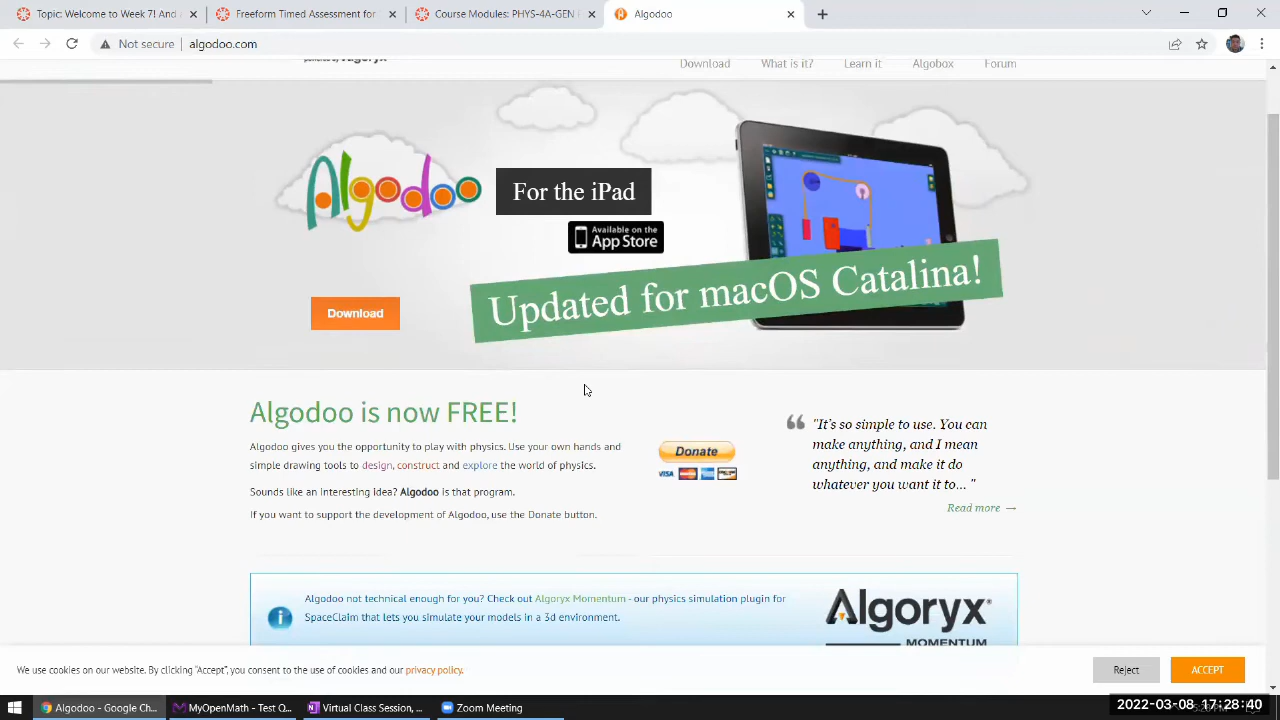 Topic: Welcome to Week 7! And
Freeform Timed Assessment for
Course Modules: PHYS-4A-GEN
Algodoo
Not secure
algodoo.com
Download
What is it?
Learn it
Algobox
Forum
Algodoo
For the iPad
Available on the
App Store
Updated for macOS Catalina!
Download
Algodoo is now FREE!
Algodoo gives you the opportunity to play with physics. Use your own hands and
simple drawing tools to design, construct and explore the world of physics.
Sounds like an interesting idea? Algodoo is that program.
If you want to support the development of Algodoo, use the Donate button.
Donate
VISA
"It's so simple to use. You can
make anything, and I mean
anything, and make it do
whatever you want it to... "
Read more →
Algodoo not technical enough for you? Check out Algoryx Momentum - our physics simulation plugin for
SpaceClaim that lets you simulate your models in a 3d environment.
Algoryx®
MOMENTUM
We use cookies on our website. By clicking "Accept", you consent to the use of cookies and our privacy policy.
Reject
ACCEPT
Algodoo - Google Ch...
MyOpenMath - Test Q...
Virtual Class Session, ...
Zoom Meeting
2022-03-08 17:28:40